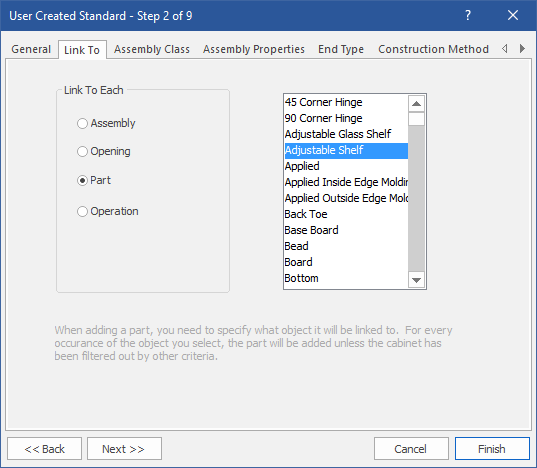 User Created Standard - Step 2 of 9
?
General
Link To
Assembly Class
Assembly Properties
End Type
Construction Method
Link To Each
Assembly
Opening
Part
Operation
45 Corner Hinge
90 Corner Hinge
Adjustable Glass Shelf
Adjustable Shelf
Applied
Applied Inside Edge Moldin
Applied Outside Edge Mold
Back Toe
Base Board
Bead
Board
Bottom
When adding a part, you need to specify what object it will be linked to.  For every
occurance of the object you select, the part will be added unless the cabinet has
been filtered out by other criteria.
<< Back
Next >>
Cancel
Finish